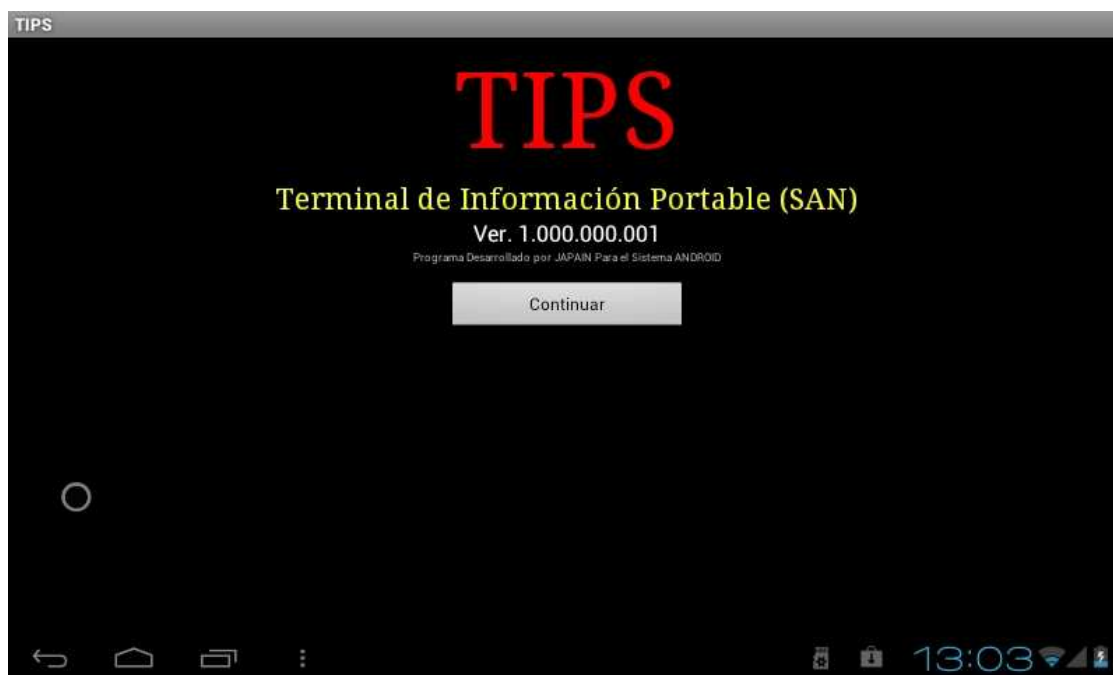 TIPS
TIPS
Terminal de Información Portable (SAN)
Ver. 1.000.000.001
Programa Desarrollado por JAPAIN Para el Sistema ANDROID
Continuar
13:03